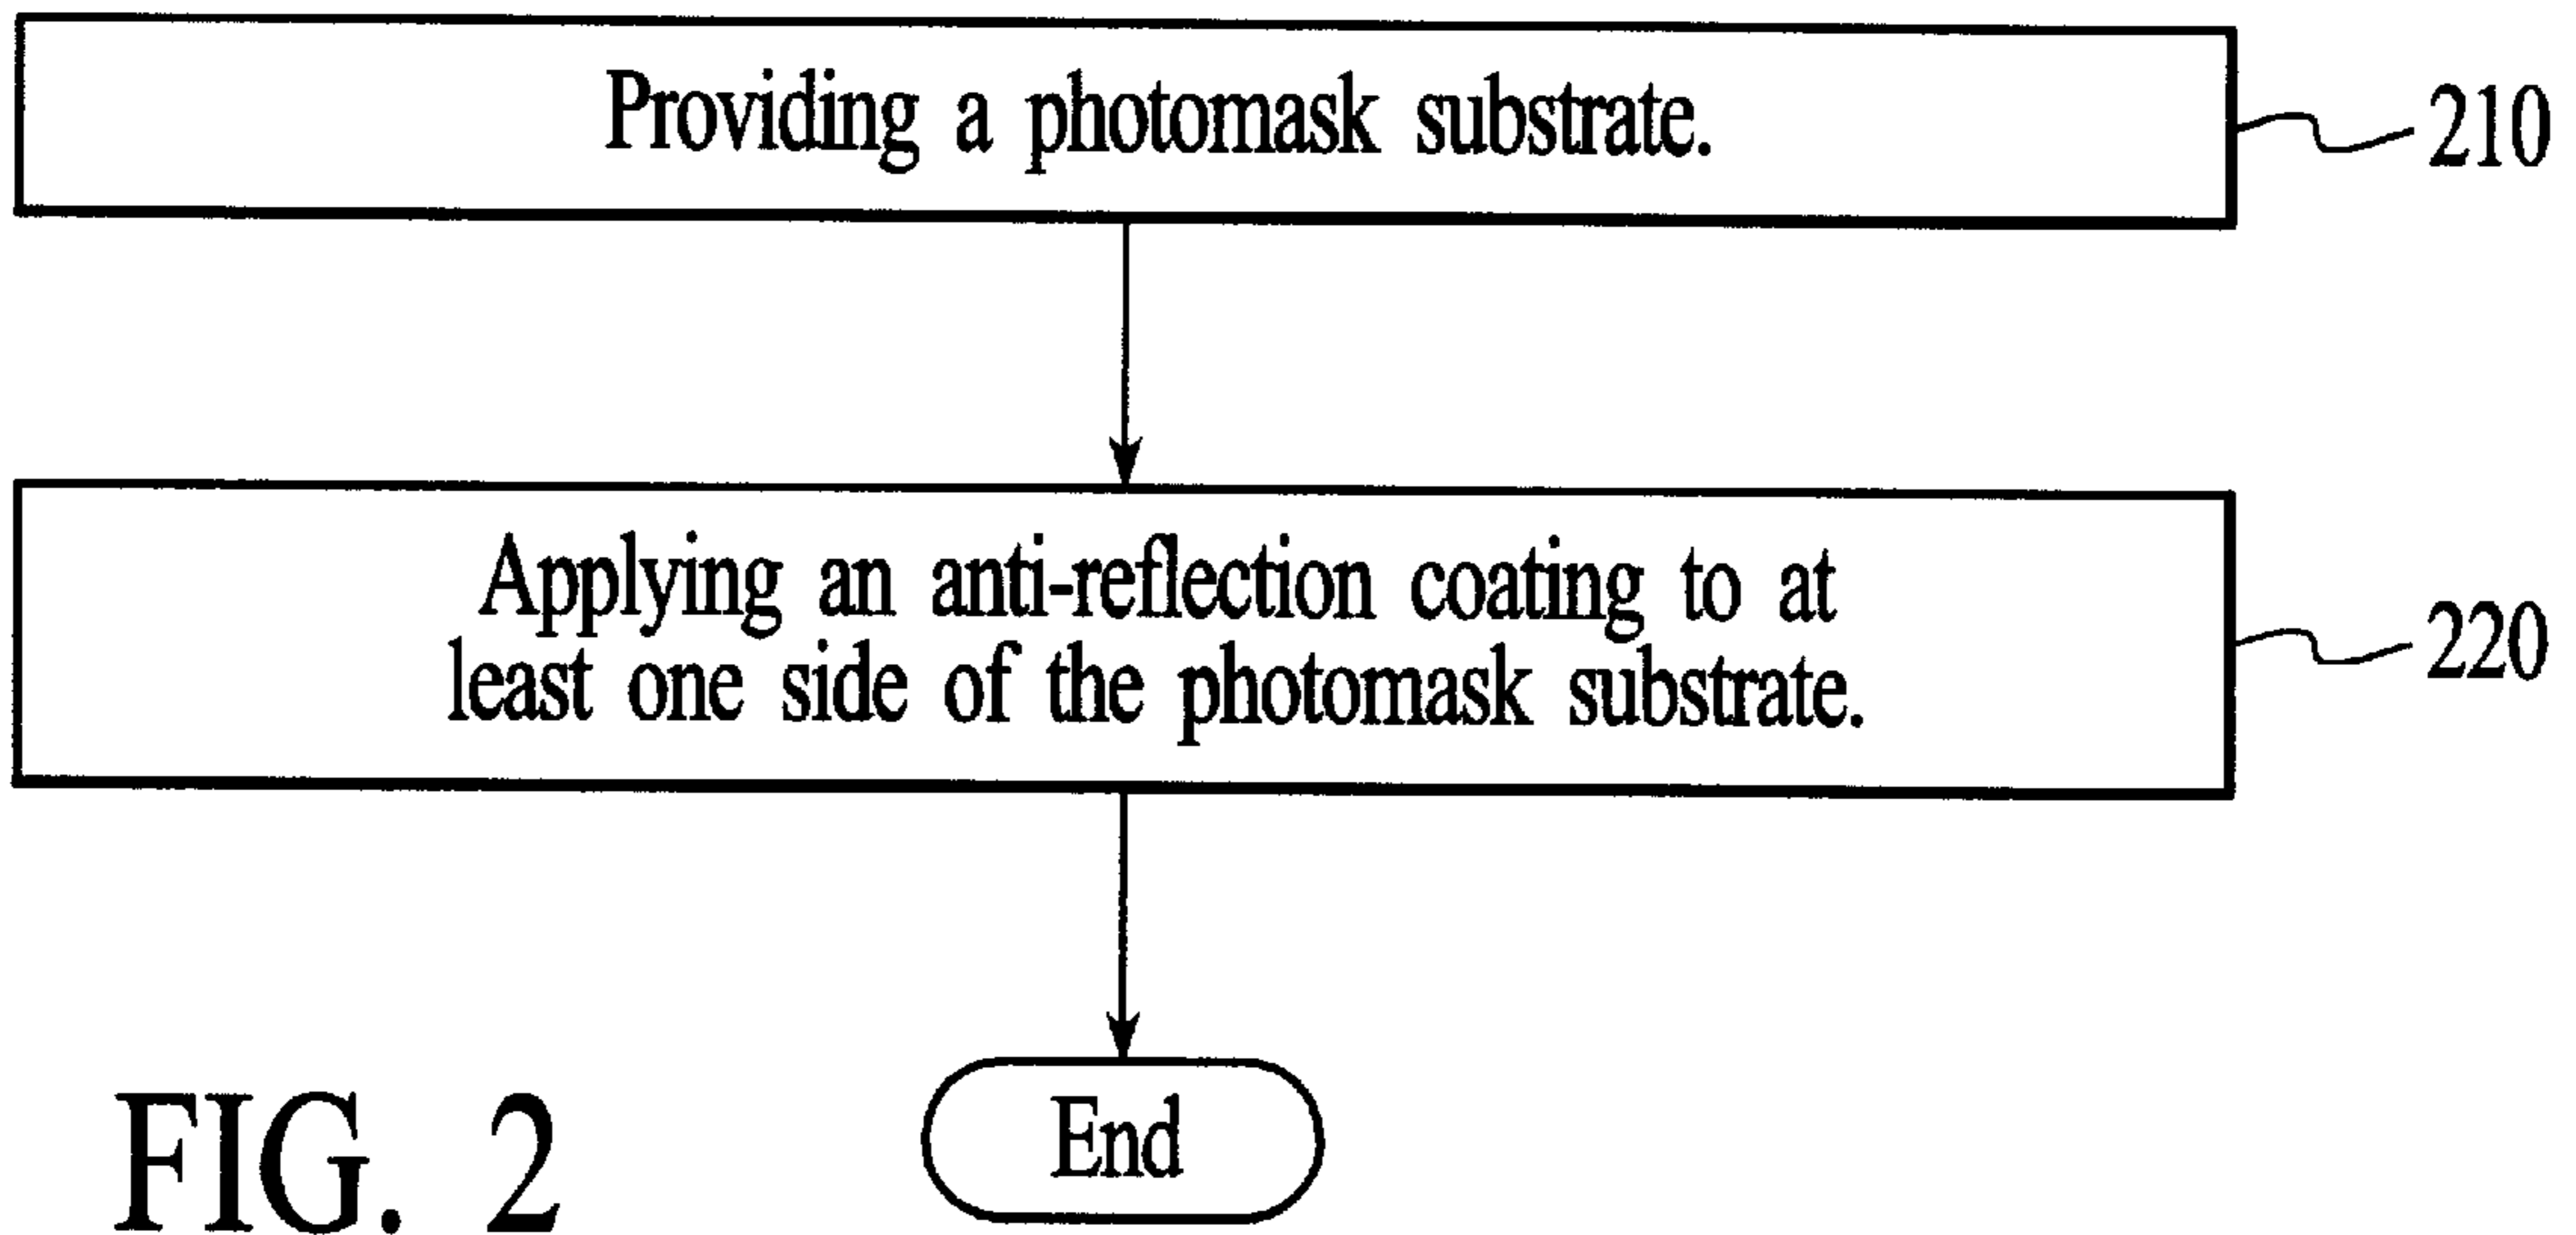 Providing a photomask substrate.
210
Applying an anti-reflection coating to at
least one side of the photomask substrate.
220
End
FIG. 2